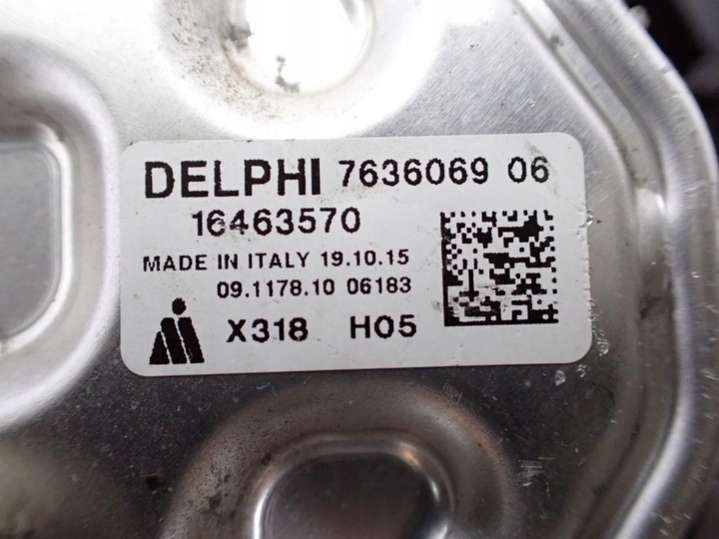 DELPHI 7636069 06
16463570
MADE IN ITALY 19.10.15
09.1178.10 06183
X318 H05